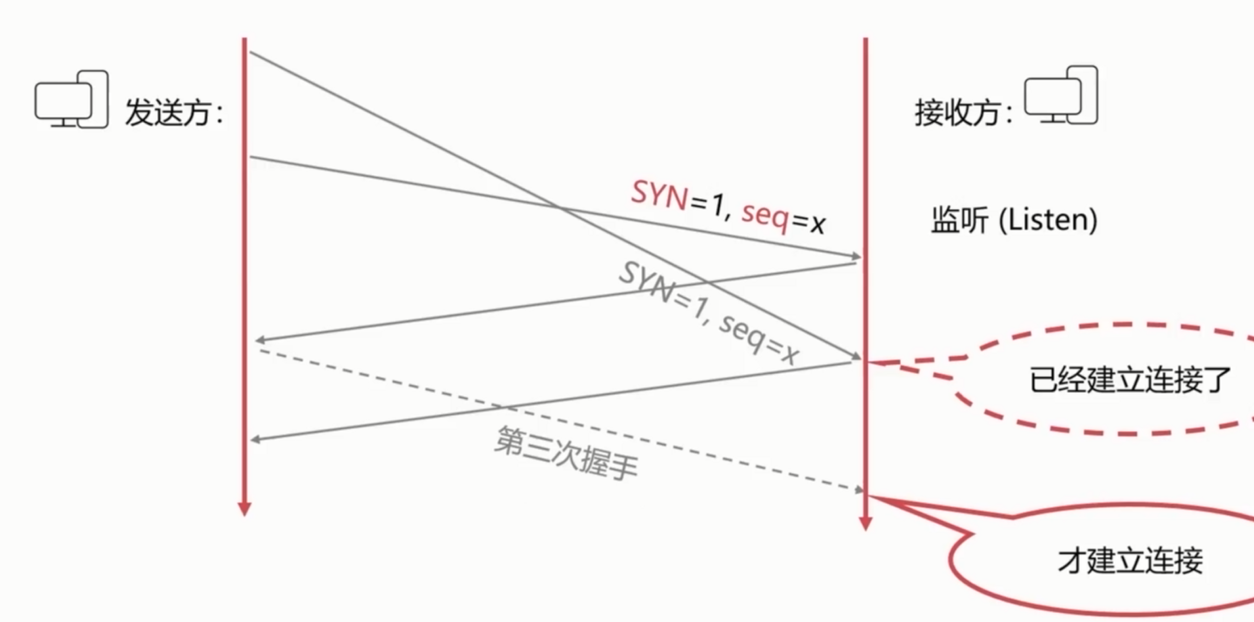 发送方:
接收方:
SYN=1, seq=x
监听 (Listen)
SYN=1, seq=x
已经建立连接了
第三次握手
才建立连接